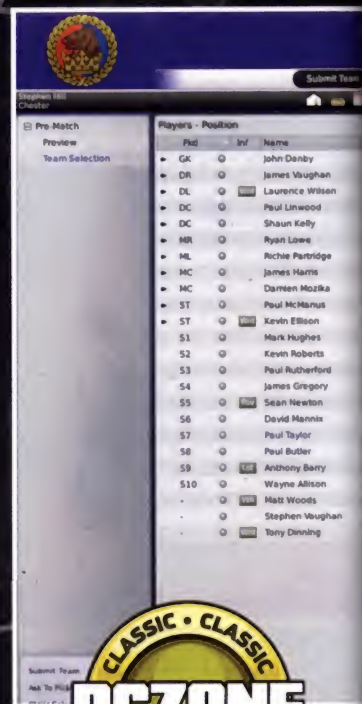 Submit Team
Stephen Hill
Chester
Pre-Match
Preview
Team Selection
Players - Position
Pkd Inf Name
GK John Danby
DR James Vaughan
DL Laurence Wilson
DC Paul Linwood
DC Shaun Kelly
MR Ryan Lowe
ML Richie Partridge
MC James Harris
MC Damien Mozika
ST Paul McManus
ST Kevin Ellison
S1 Mark Hughes
S2 Kevin Roberts
S3 Paul Rutherford
S4 James Gregory
S5 Sean Newton
S6 David Mannix
S7 Paul Taylor
S8 Paul Butler
S9 Anthony Barry
S10 Wayne Allison
- Matt Woods
- Stephen Vaughan
- Tony Dinning
Submit Team
Ask To Pick
CLASSIC • CLASSIC
PCZONE